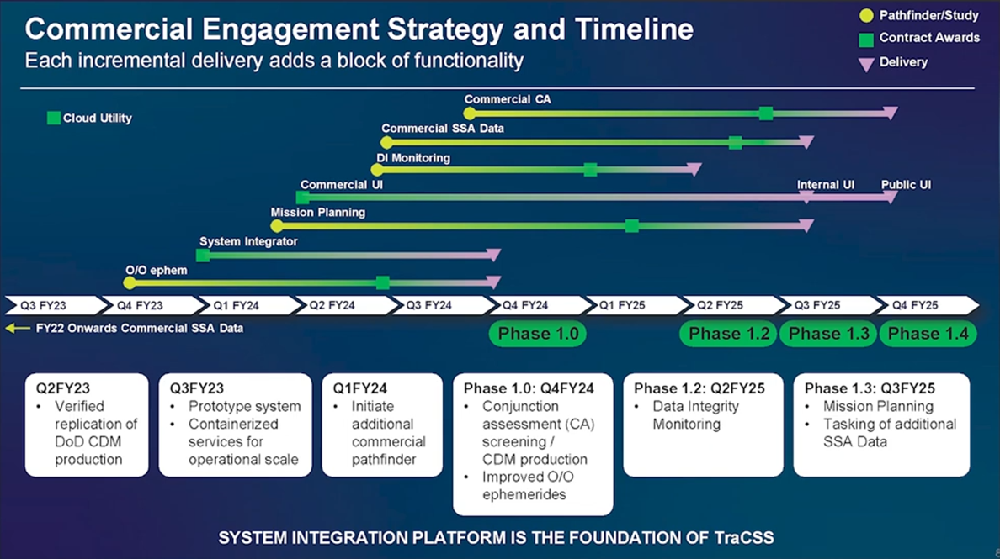 Commercial Engagement Strategy and Timeline
Each incremental delivery adds a block of functionality
Pathfinder/Study
Contract Awards
Delivery
Cloud Utility
Commercial CA
Commercial SSA Data
DI Monitoring
Commercial UI
Internal UI
Public UI
Mission Planning
System Integrator
O/O ephem
Q3 FY23
Q4 FY23
Q1 FY24
Q2 FY24
Q3 FY24
Q4 FY24
Q1 FY25
Q2 FY25
Q3 FY25
Q4 FY25
FY22 Onwards Commercial SSA Data
Phase 1.0
Phase 1.2
Phase 1.3
Phase 1.4
Q2FY23
• Verified
replication of
DoD CDM
production
Q3FY23
• Prototype system
• Containerized
services for
operational scale
Q1FY24
• Initiate
additional
commercial
pathfinder
Phase 1.0: Q4FY24
• Conjunction
assessment (CA)
screening /
CDM production
• Improved O/O
ephemerides
Phase 1.2: Q2FY25
• Data Integrity
Monitoring
Phase 1.3: Q3FY25
• Mission Planning
• Tasking of additional
SSA Data
SYSTEM INTEGRATION PLATFORM IS THE FOUNDATION OF TraCSS